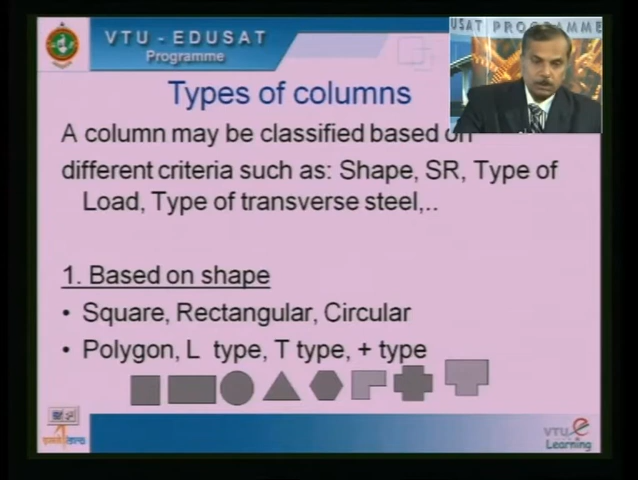 VTU - EDUSAT
Programme
USAT PROGRAMME
Types of columns
A column may be classified based on
different criteria such as: Shape, SR, Type of
Load, Type of transverse steel,..
1. Based on shape
• Square, Rectangular, Circular
• Polygon, L type, T type, + type
VTU e
Learning